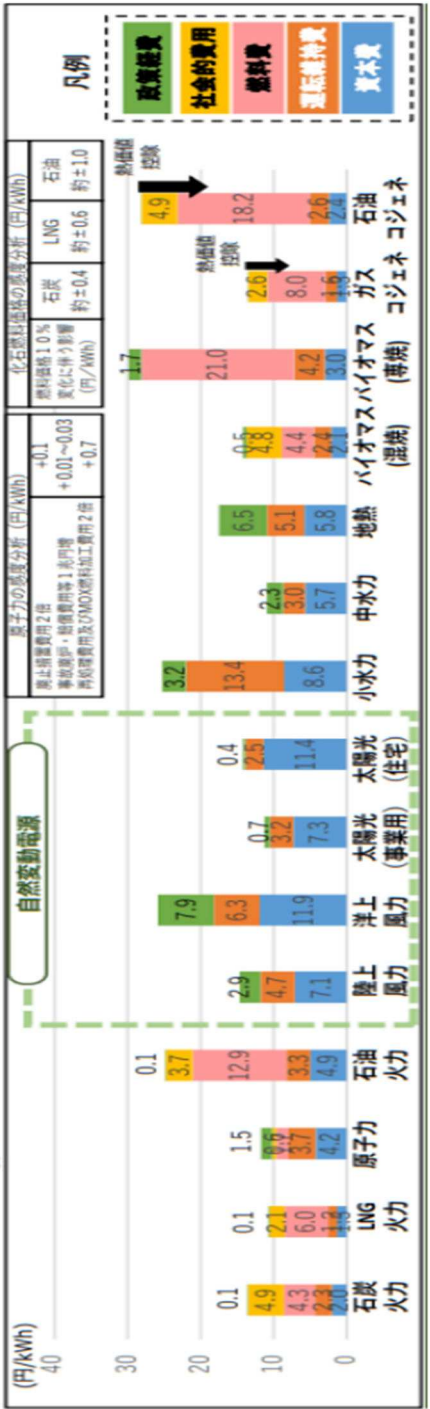 (円/kWh)
原子力の感度分析(円/kWh)
廃止措置費用2倍 +0.1
事故廃炉・賠償費用等1兆円増 +0.01~0.03
再処理費用及びMOX燃料加工費用2倍 +0.7
化石燃料価格の感度分析(円/kWh)
燃料価格10%
変化に伴う影響
(円/kWh)
石炭 LNG 石油
約±0.4 約±0.6 約±1.0
凡例
政策経費
社会的費用
燃料費
運転維持費
資本費
自然変動電源
熱価値
控除
熱価値
控除
40
30
20
10
0
0.1
4.9
4.3
2.3
2.0
0.1
2.1
6.0
1.5
3.7
4.2
0.1
3.7
12.9
3.3
4.9
2.9
4.7
7.1
7.9
6.3
11.9
0.7
3.2
7.3
0.4
2.5
11.4
3.2
13.4
8.6
2.3
3.0
5.7
6.5
5.1
5.8
0.5
4.8
4.4
2.4
2.1
1.7
21.0
4.2
3.0
2.6
8.0
1.6
4.9
18.2
2.6
2.4
石炭
火力
LNG
火力
原子力
石油
火力
陸上
風力
洋上
風力
太陽光
(事業用)
太陽光
(住宅)
小水力
中水力
地熱
バイオマス
(混焼)
バイオマス
(専焼)
ガス
コジェネ
石油
コジェネ